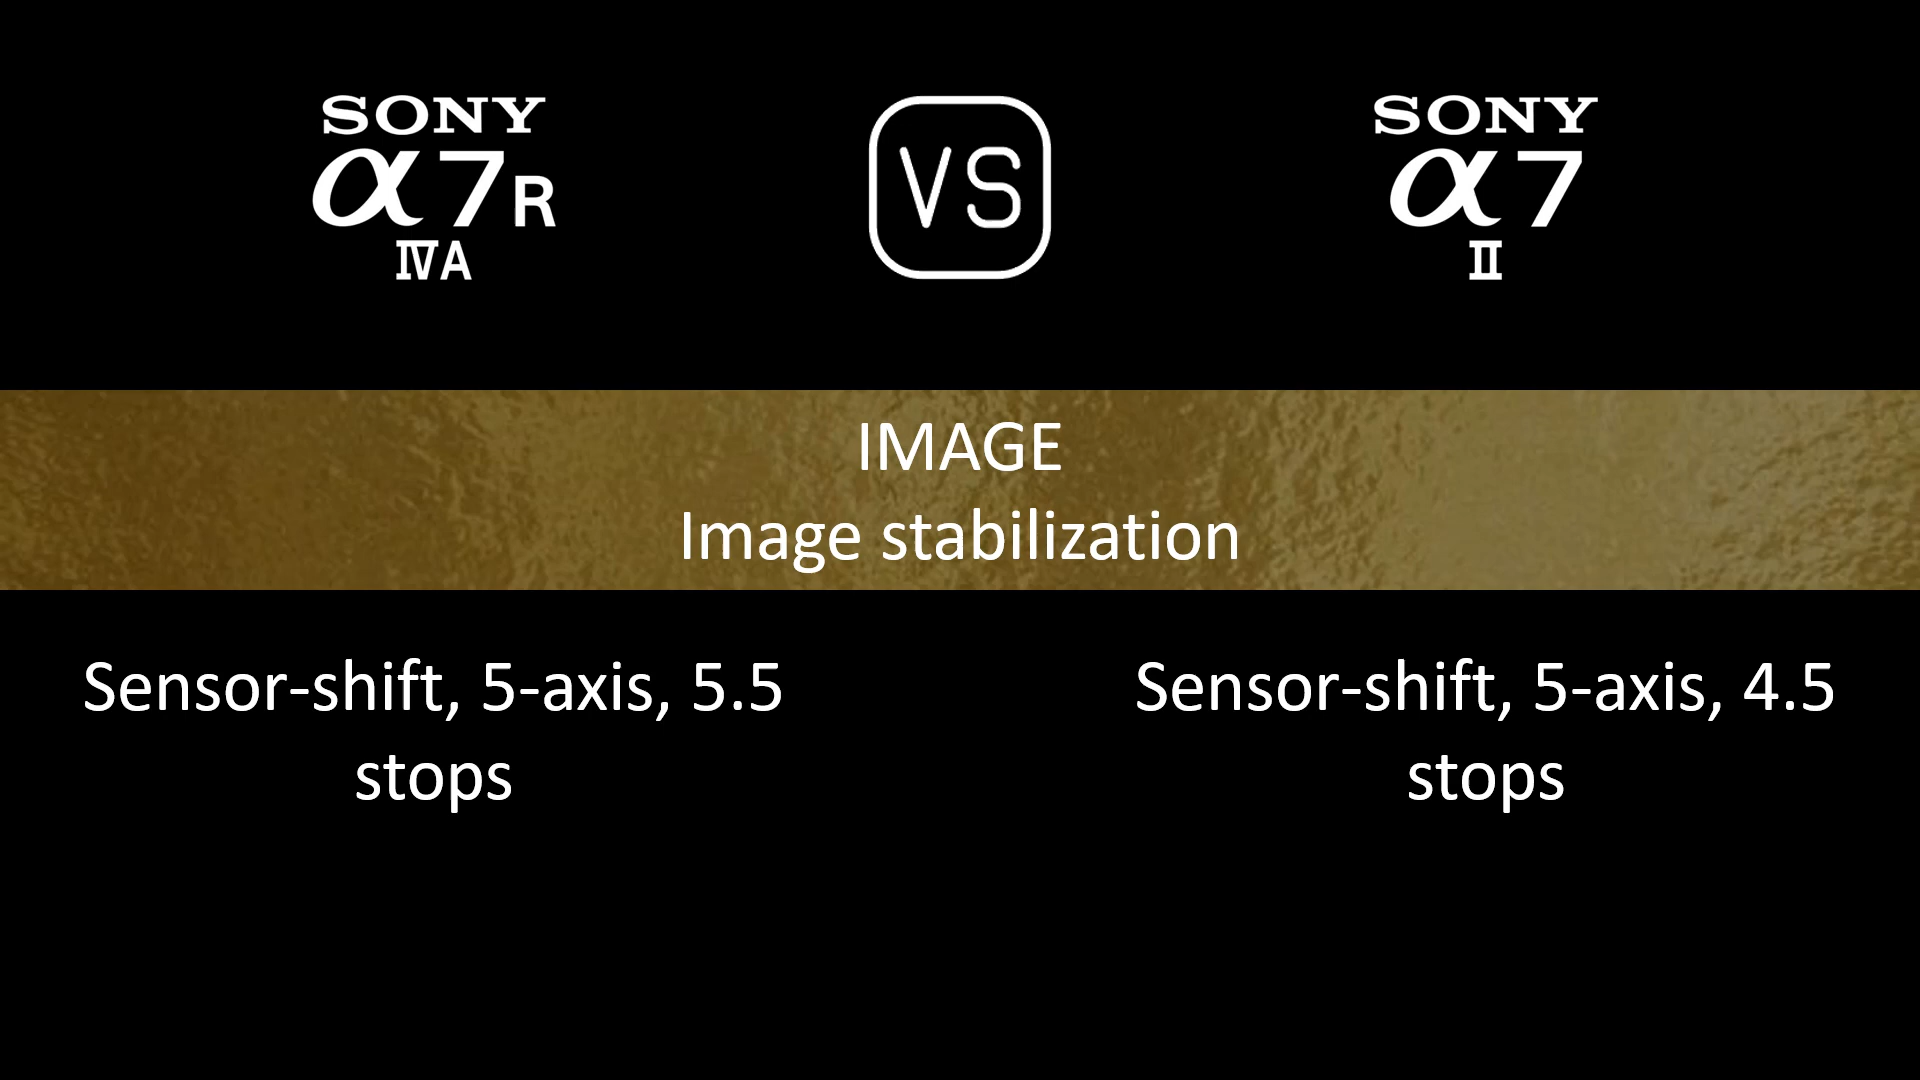 SONY
α7R
IVA
VS
SONY
α7
II
IMAGE
Image stabilization
Sensor-shift, 5-axis, 5.5
stops
Sensor-shift, 5-axis, 4.5
stops